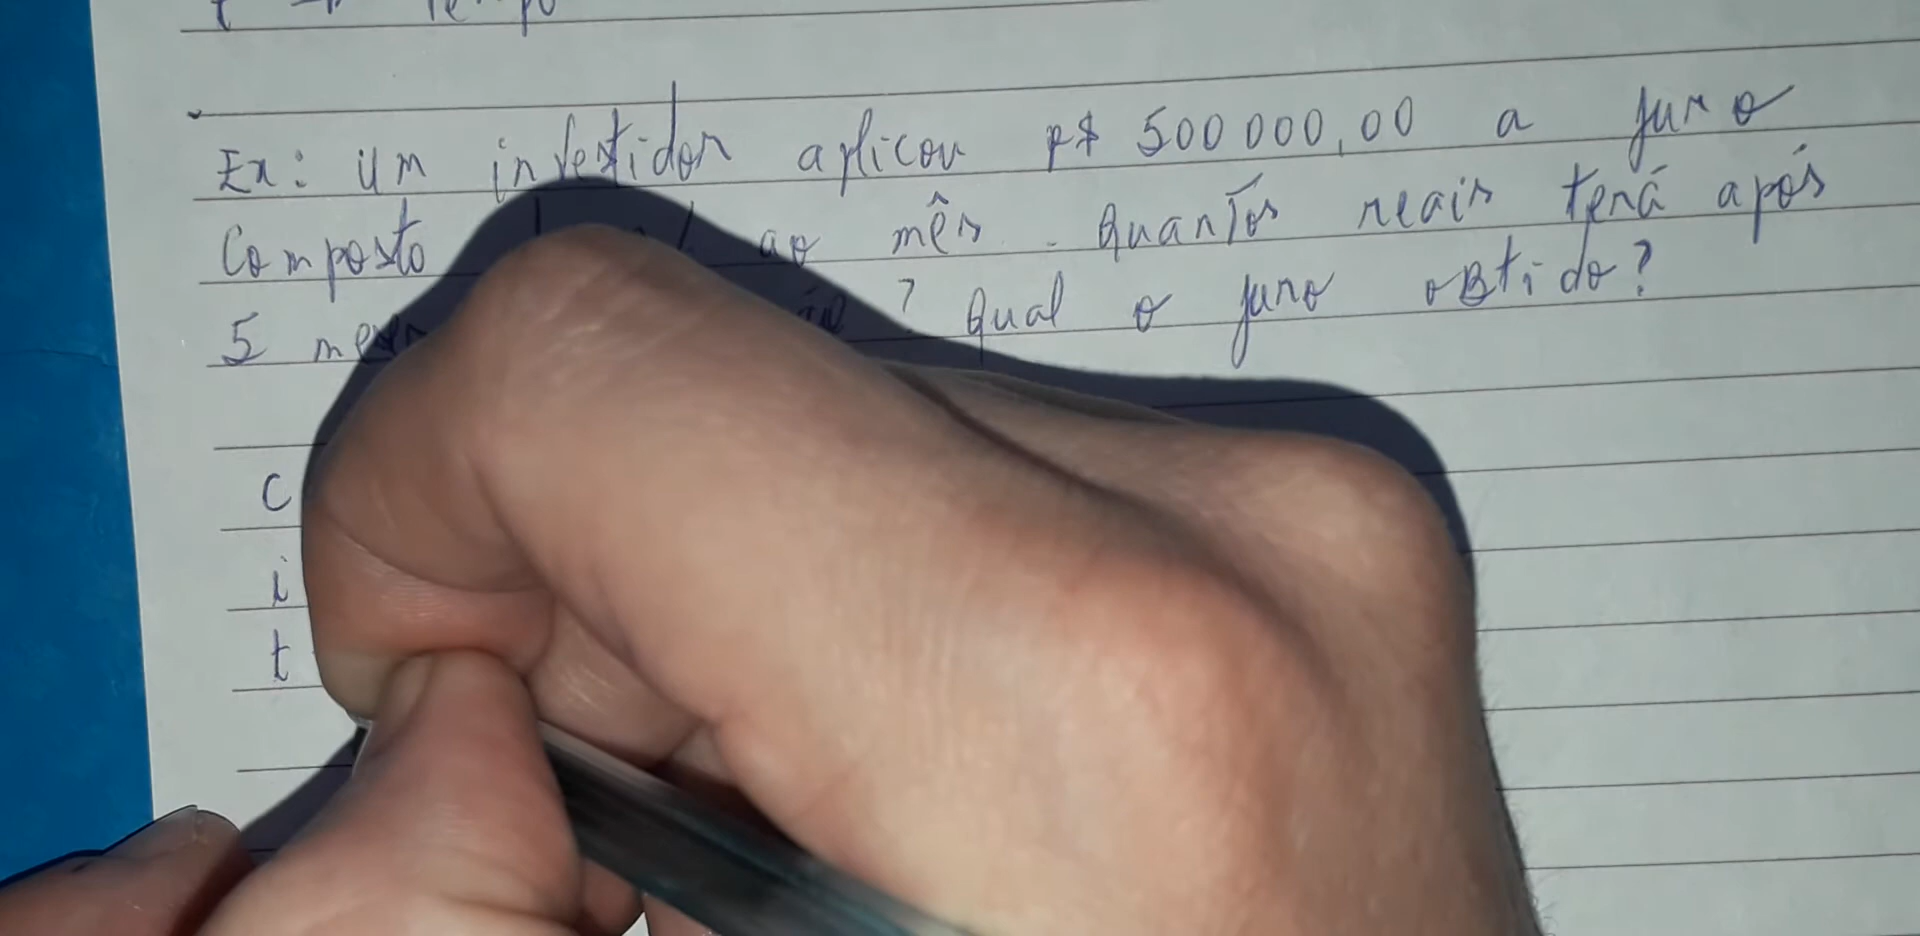 Ex: Um investidor aplicou R$ 500 000,00 a juro
Composto ao mês. Quantos reais terá após
5 meses ? Qual o juro obtido?
C
i
t